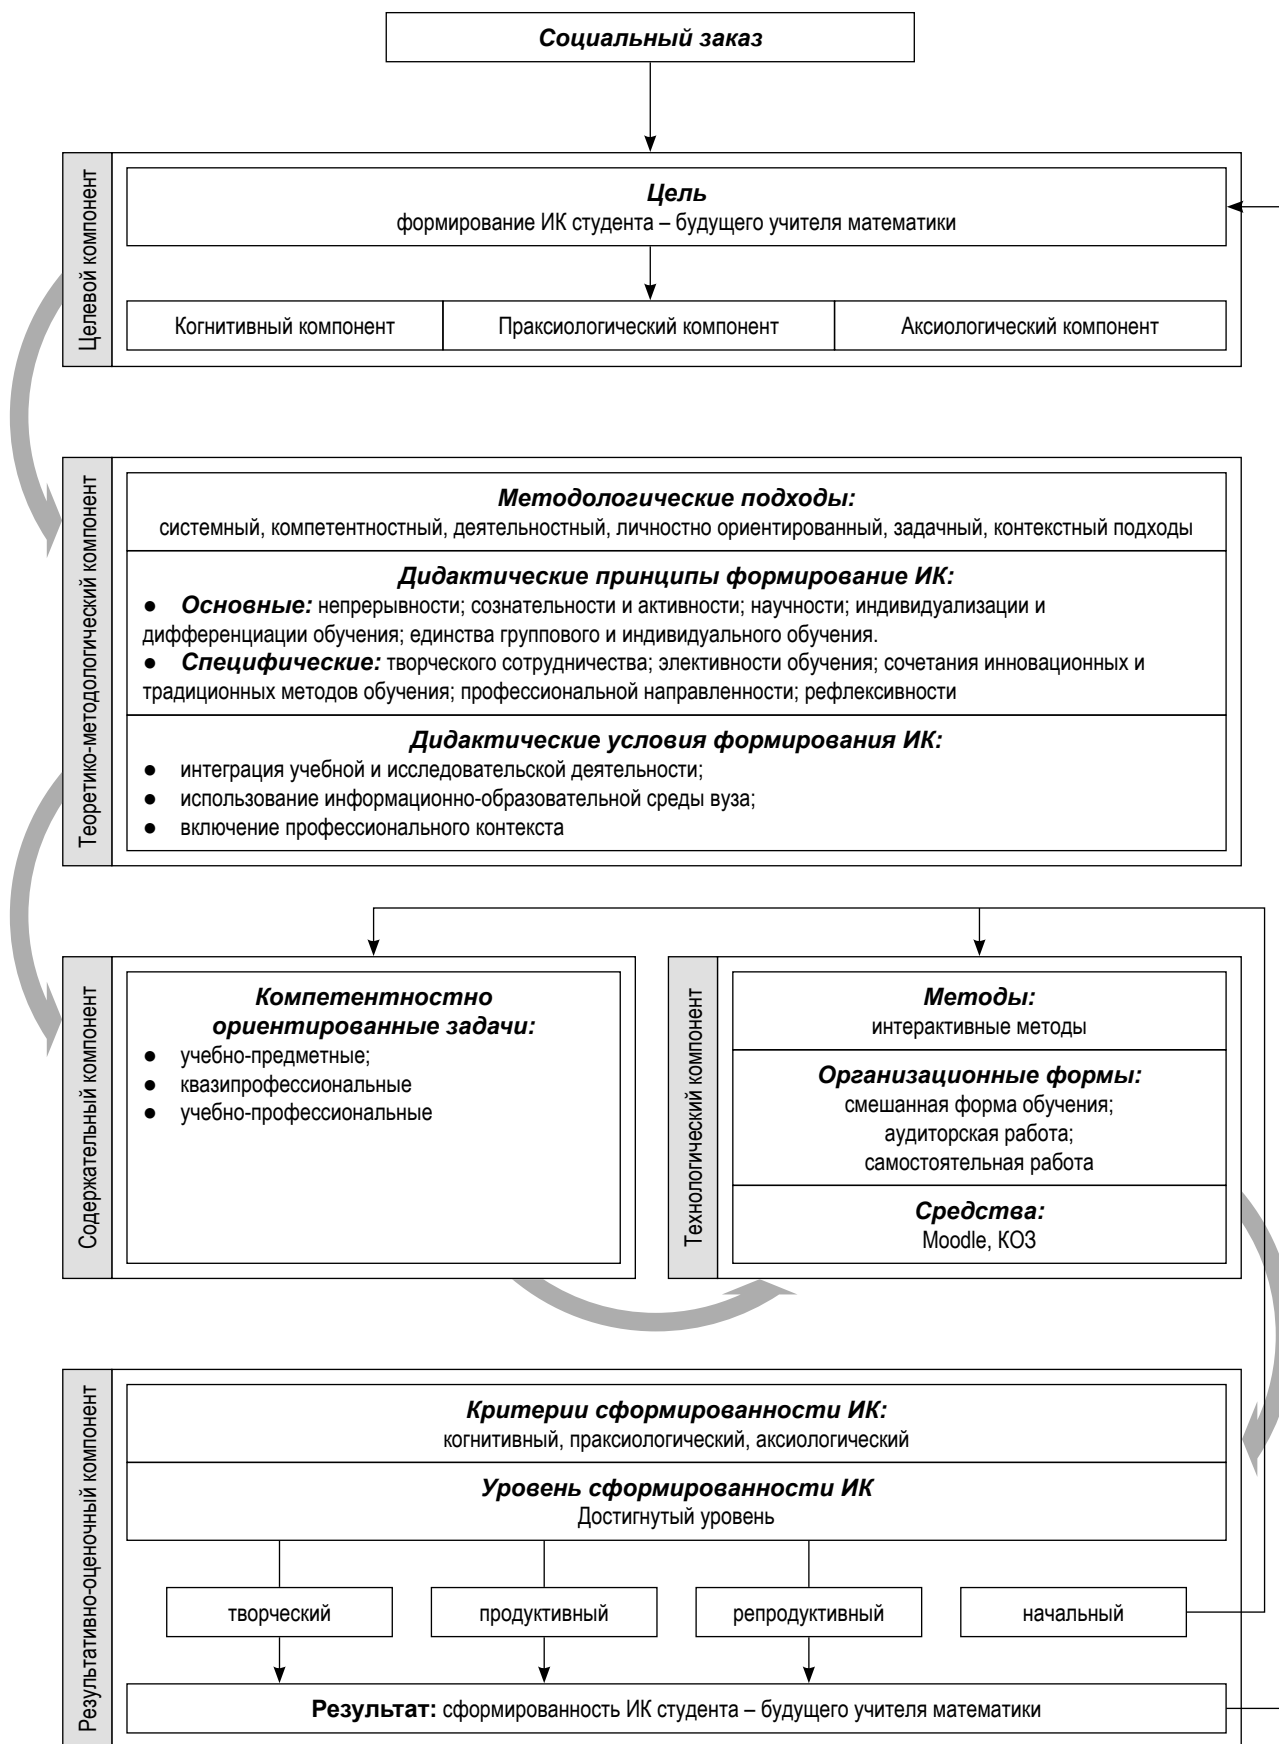 Социальный заказ
Целевой компонент
Цель
формирование ИК студента – будущего учителя математики
Когнитивный компонент
Праксиологический компонент
Аксиологический компонент
Теоретико-методологический компонент
Методологические подходы:
системный, компетентностный, деятельностный, личностно ориентированный, задачный, контекстный подходы
Дидактические принципы формирование ИК:
● Основные: непрерывности; сознательности и активности; научности; индивидуализации и
дифференциации обучения; единства группового и индивидуального обучения.
● Специфические: творческого сотрудничества; элективности обучения; сочетания инновационных и
традиционных методов обучения; профессиональной направленности; рефлексивности
Дидактические условия формирования ИК:
● интеграция учебной и исследовательской деятельности;
● использование информационно-образовательной среды вуза;
● включение профессионального контекста
Содержательный компонент
Компетентностно
ориентированные задачи:
● учебно-предметные;
● квазипрофессиональные
● учебно-профессиональные
Технологический компонент
Методы:
интерактивные методы
Организационные формы:
смешанная форма обучения;
аудиторская работа;
самостоятельная работа
Средства:
Moodle, КОЗ
Результативно-оценочный компонент
Критерии сформированности ИК:
когнитивный, праксиологический, аксиологический
Уровень сформированности ИК
Достигнутый уровень
творческий
продуктивный
репродуктивный
начальный
Результат: сформированность ИК студента – будущего учителя математики